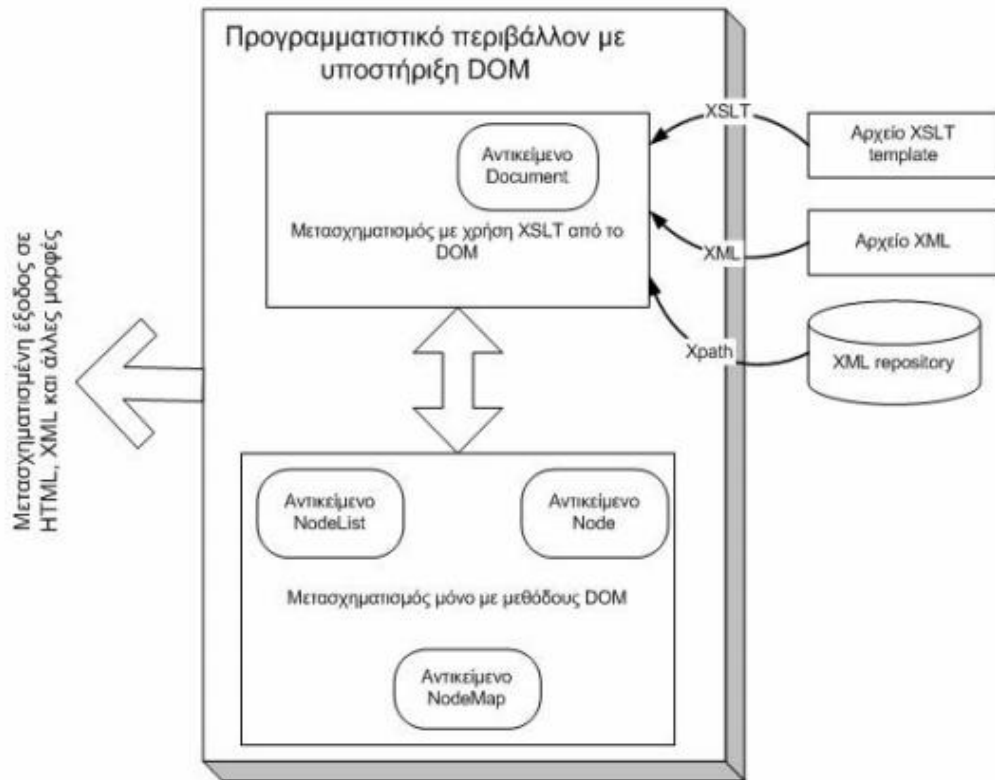 Προγραμματιστικό περιβάλλον με
υποστήριξη DOM
XSLT
Αρχείο XSLT
template
Αντικείμενο
Document
Μετασχηματισμός με χρήση XSLT από το
DOM
XML
Αρχείο XML
Xpath
XML repository
Μετασχηματισμένη έξοδος σε
HTML, XML και άλλες μορφές
Αντικείμενο
NodeList
Αντικείμενο
Node
Μετασχηματισμός μόνο με μεθόδους DOM
Αντικείμενο
NodeMap